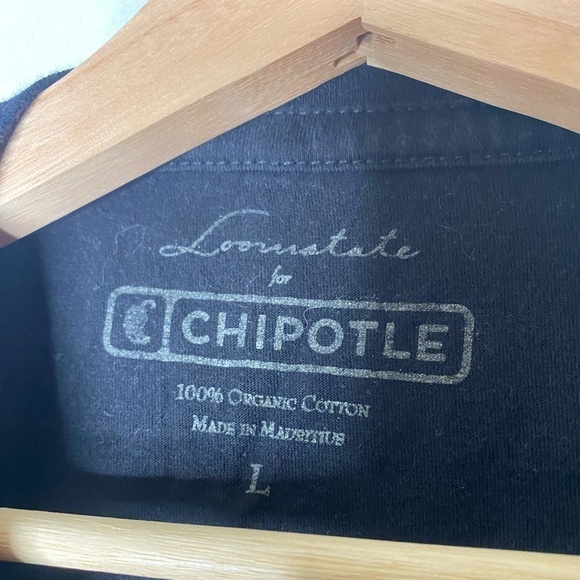 Loomstate
for
CHIPOTLE
100% ORGANIC COTTON
MADE IN MAURITIUS
L